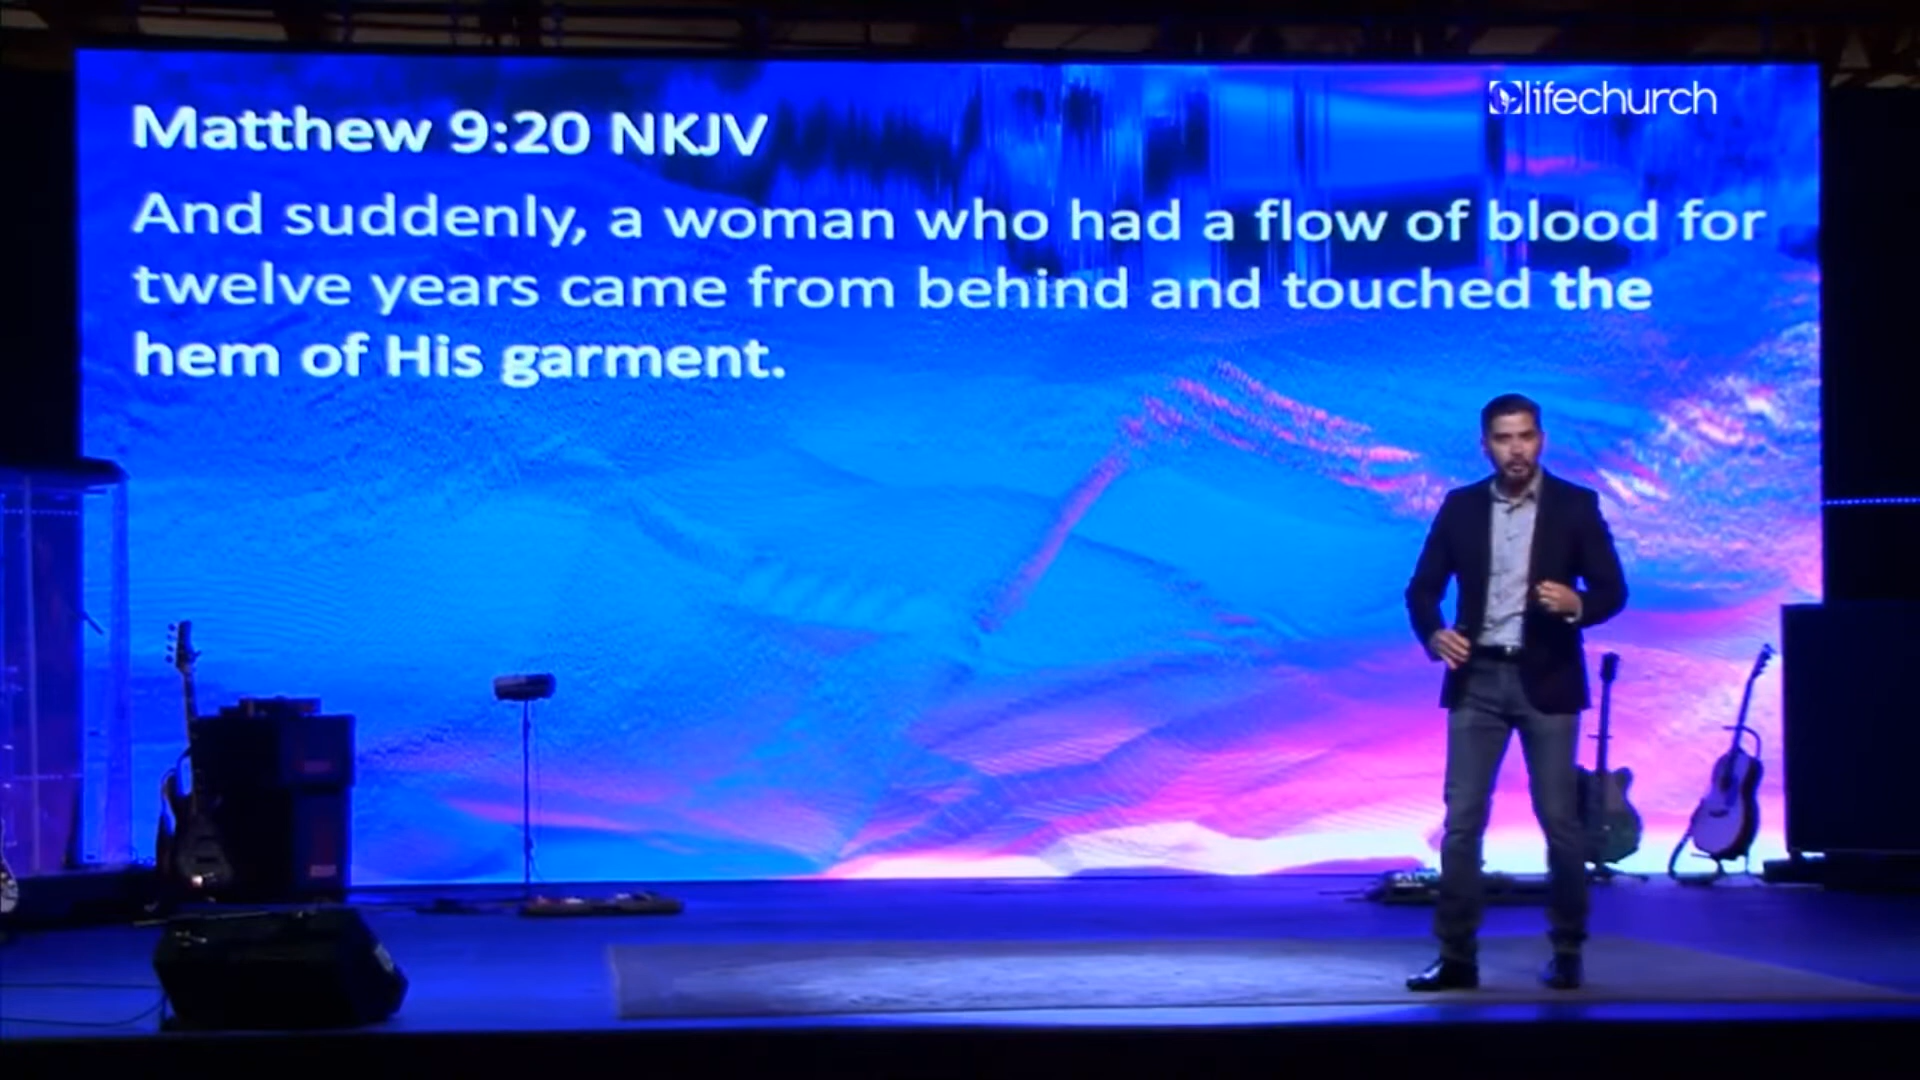 lifechurch
Matthew 9:20 NKJV
And suddenly, a woman who had a flow of blood for
twelve years came from behind and touched the
hem of His garment.